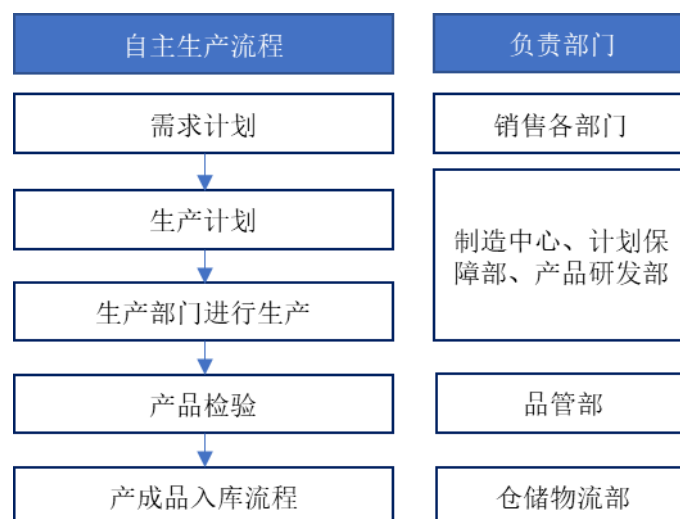 自主生产流程
负责部门
需求计划
销售各部门
生产计划
制造中心、计划保
障部、产品研发部
生产部门进行生产
产品检验
品管部
产成品入库流程
仓储物流部